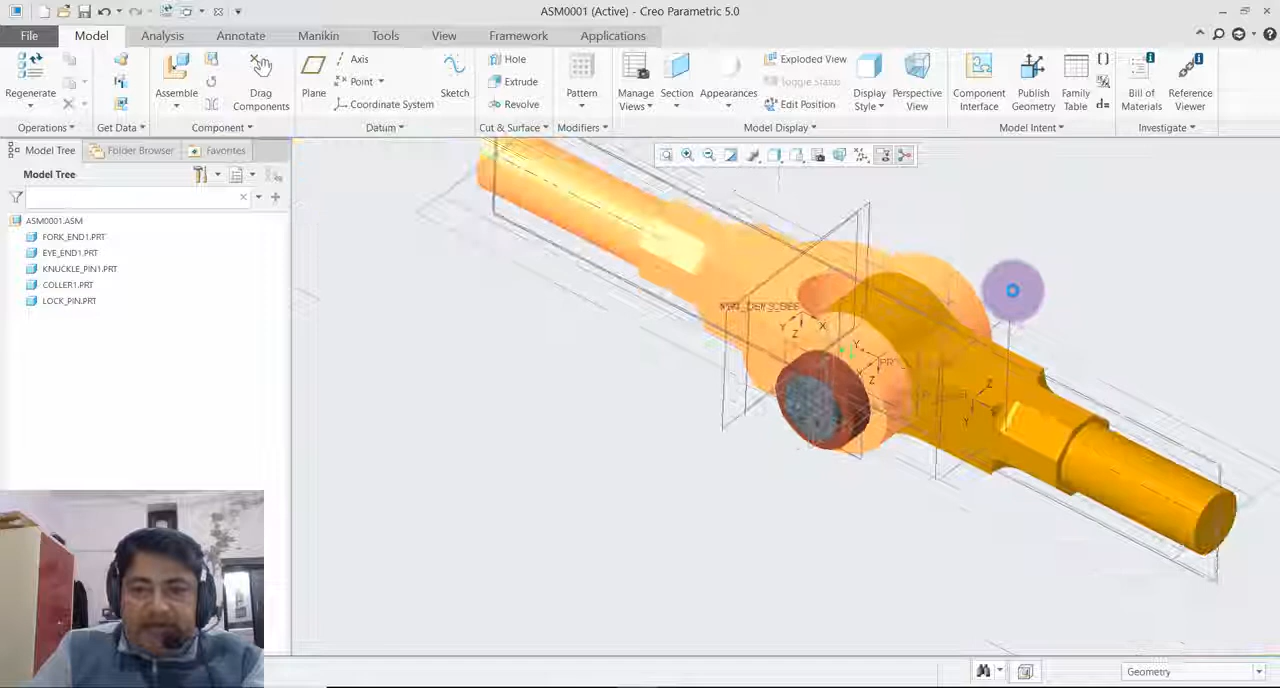 ASM0001 (Active) - Creo Parametric 5.0
File Model Analysis Annotate Manikin Tools View Framework Applications
Regenerate
Assemble
Drag
Components
Plane
Axis
Point
Coordinate System
Sketch
Hole
Extrude
Revolve
Pattern
Manage
Views
Section
Appearances
Exploded View
Toggle Status
Edit Position
Display
Style
Perspective
View
Component
Interface
Publish
Geometry
Family
Table
Bill of
Materials
Reference
Viewer
Operations Get Data Component Datum Cut & Surface Modifiers Model Display Model Intent Investigate
Model Tree Folder Browser Favorites
Model Tree
ASM0001.ASM
FORK_END1.PRT
EYE_END1.PRT
KNUCKLE_PIN1.PRT
COLLER1.PRT
LOCK_PIN.PRT
Y
Z
X
Y
Z
Z
Y
Geometry